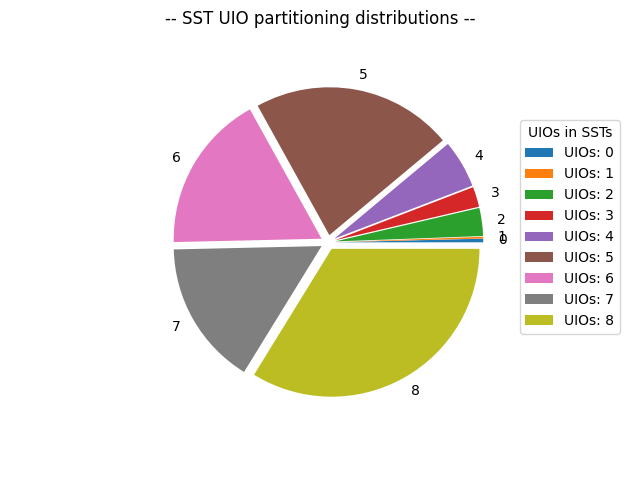 -- SST UIO partitioning distributions --
5
4
6
3
2
1
0
7
8
UIOs in SSTs
UIOs: 0
UIOs: 1
UIOs: 2
UIOs: 3
UIOs: 4
UIOs: 5
UIOs: 6
UIOs: 7
UIOs: 8